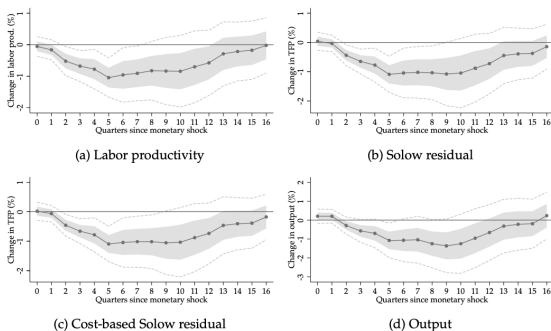 Change in labor prod. (%)
1
0
-1
-2
0 1 2 3 4 5 6 7 8 9 10 11 12 13 14 15 16
Quarters since monetary shock
(a) Labor productivity
Change in TFP (%)
1
0
-1
-2
0 1 2 3 4 5 6 7 8 9 10 11 12 13 14 15 16
Quarters since monetary shock
(b) Solow residual
Change in TFP (%)
1
0
-1
-2
0 1 2 3 4 5 6 7 8 9 10 11 12 13 14 15 16
Quarters since monetary shock
(c) Cost-based Solow residual
Change in output (%)
2
1
0
-1
-2
-3
0 1 2 3 4 5 6 7 8 9 10 11 12 13 14 15 16
Quarters since monetary shock
(d) Output